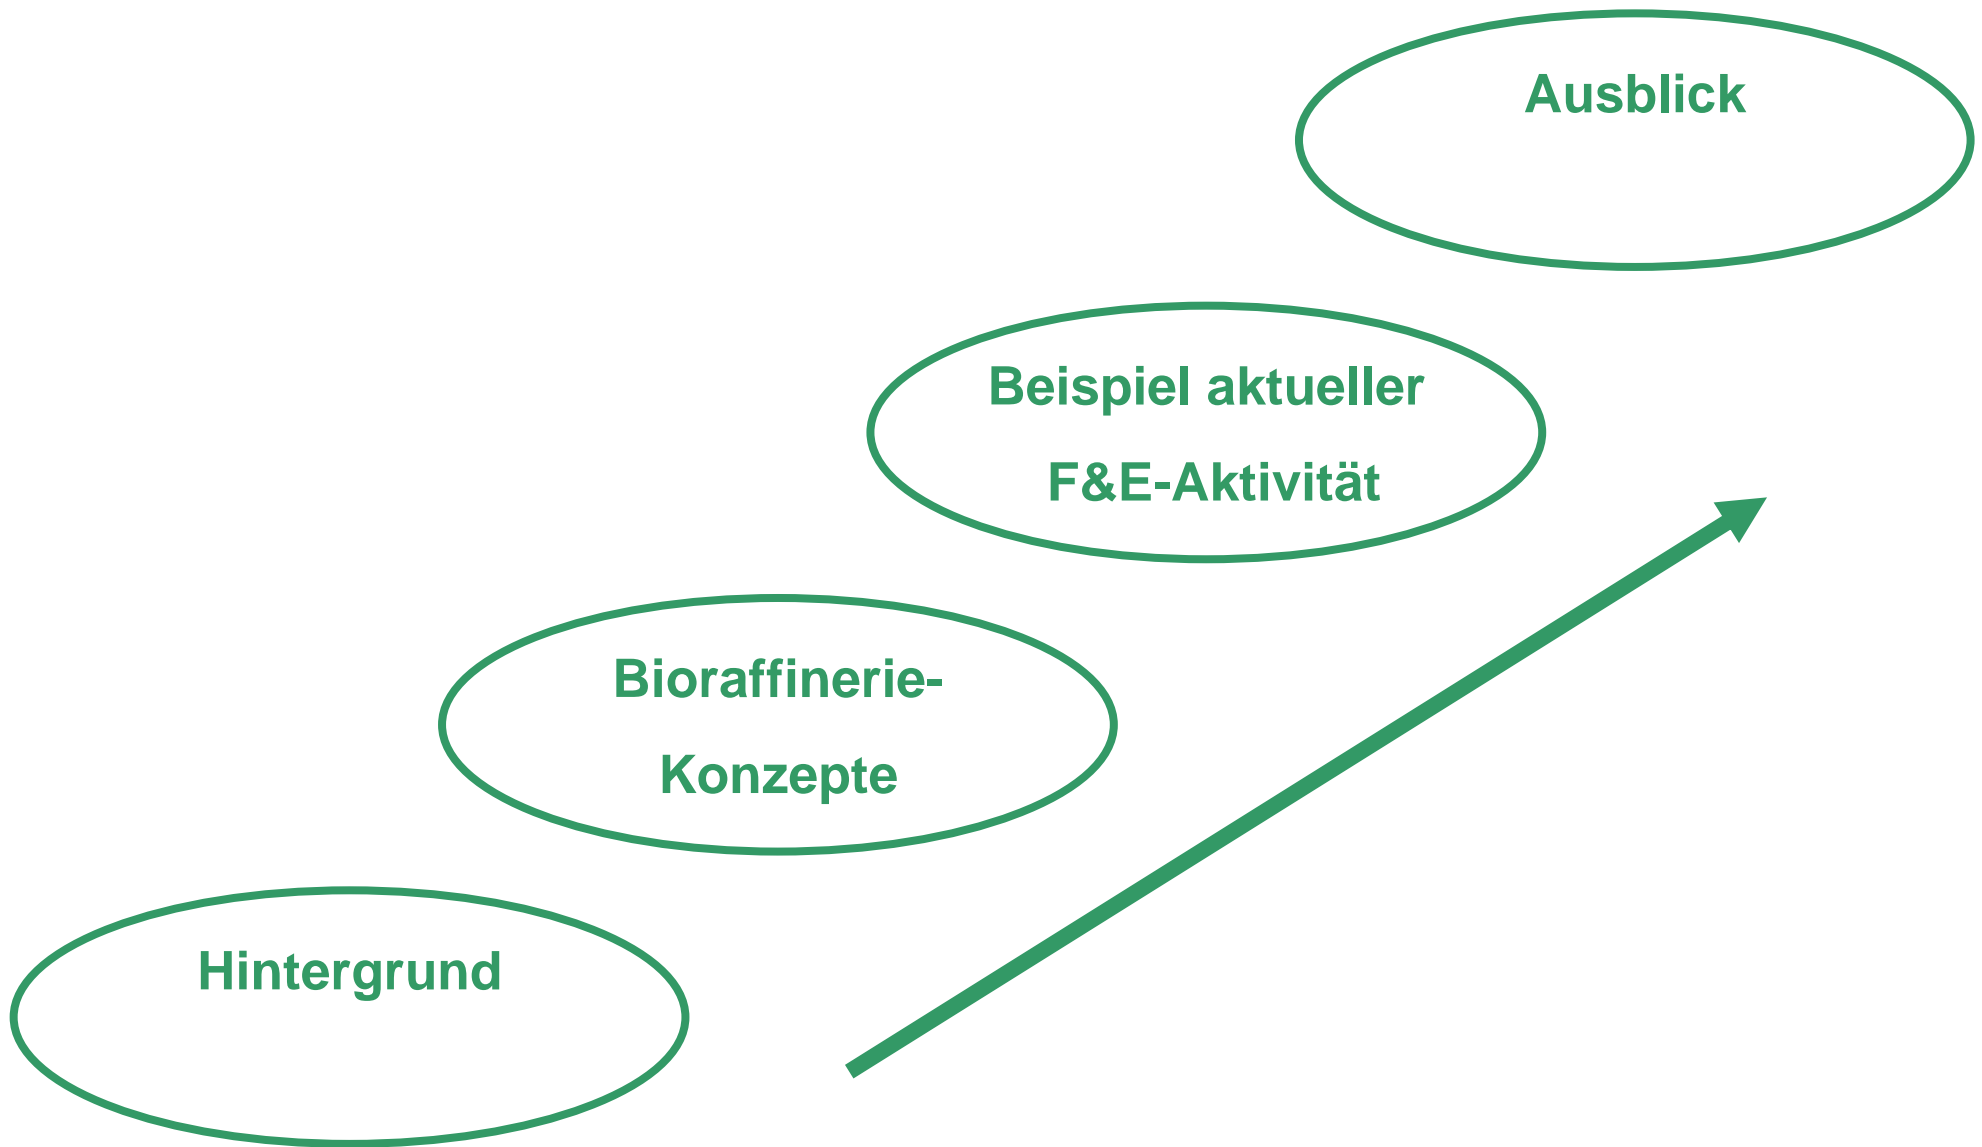 Ausblick
Beispiel aktueller
F&E-Aktivität
Bioraffinerie-
Konzepte
Hintergrund